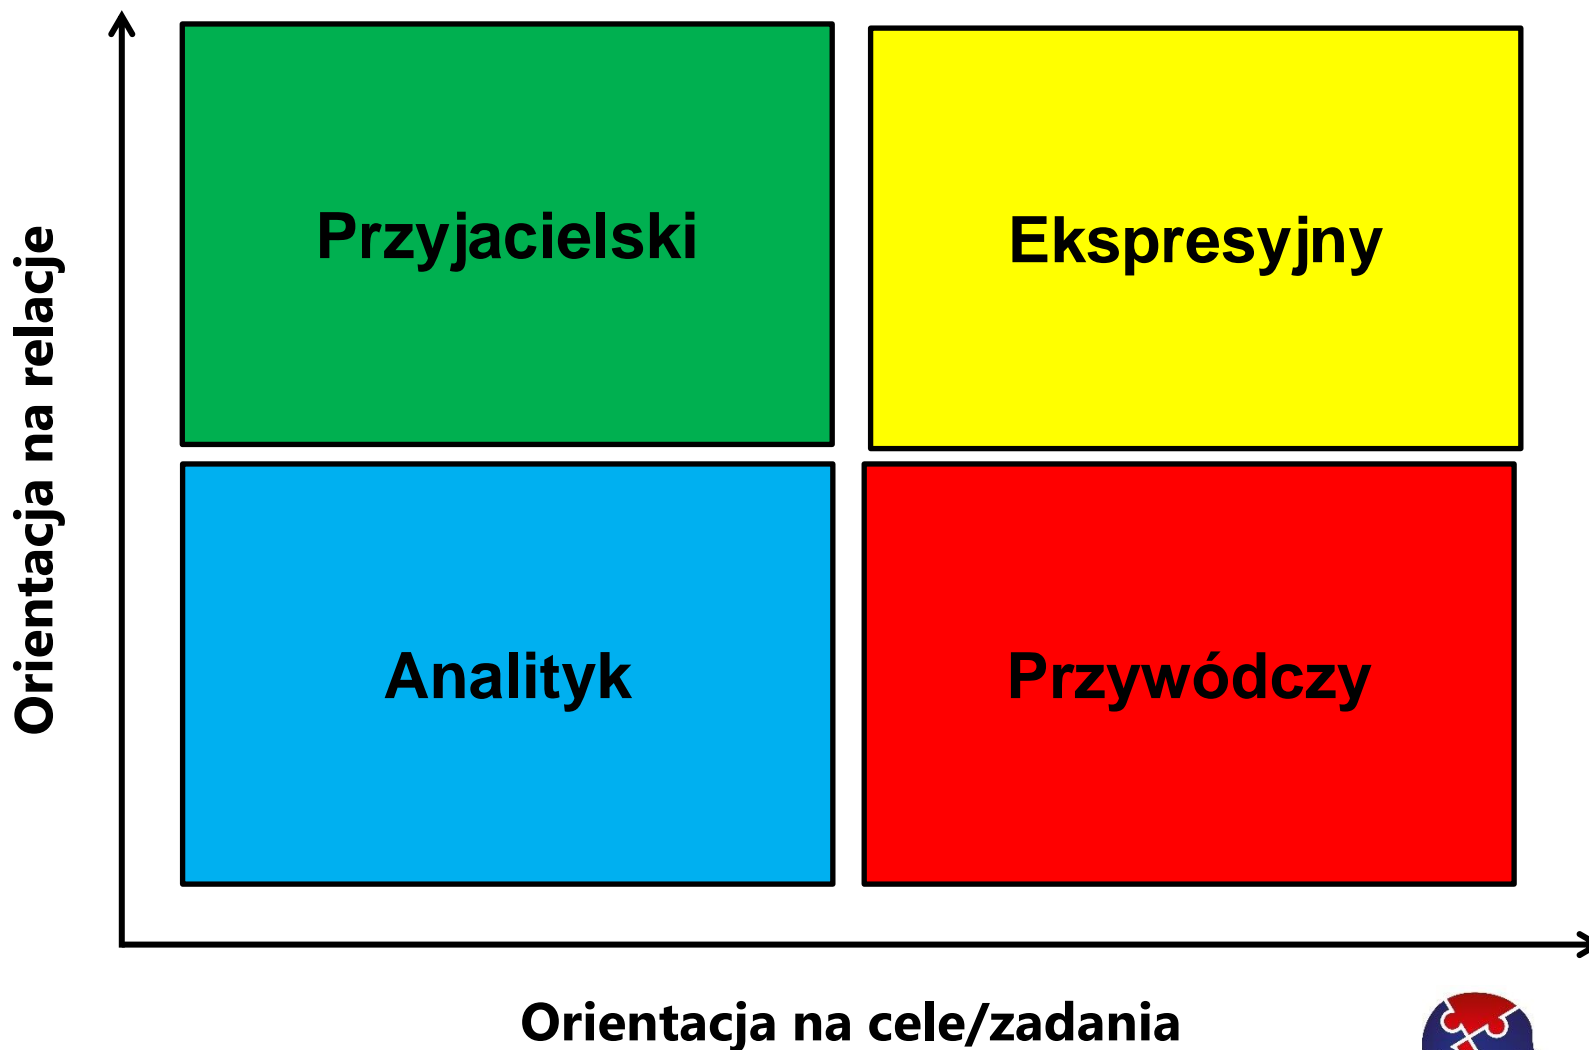 Orientacja na relacje
Przyjacielski
Ekspresyjny
Analityk
Przywódczy
Orientacja na cele/zadania